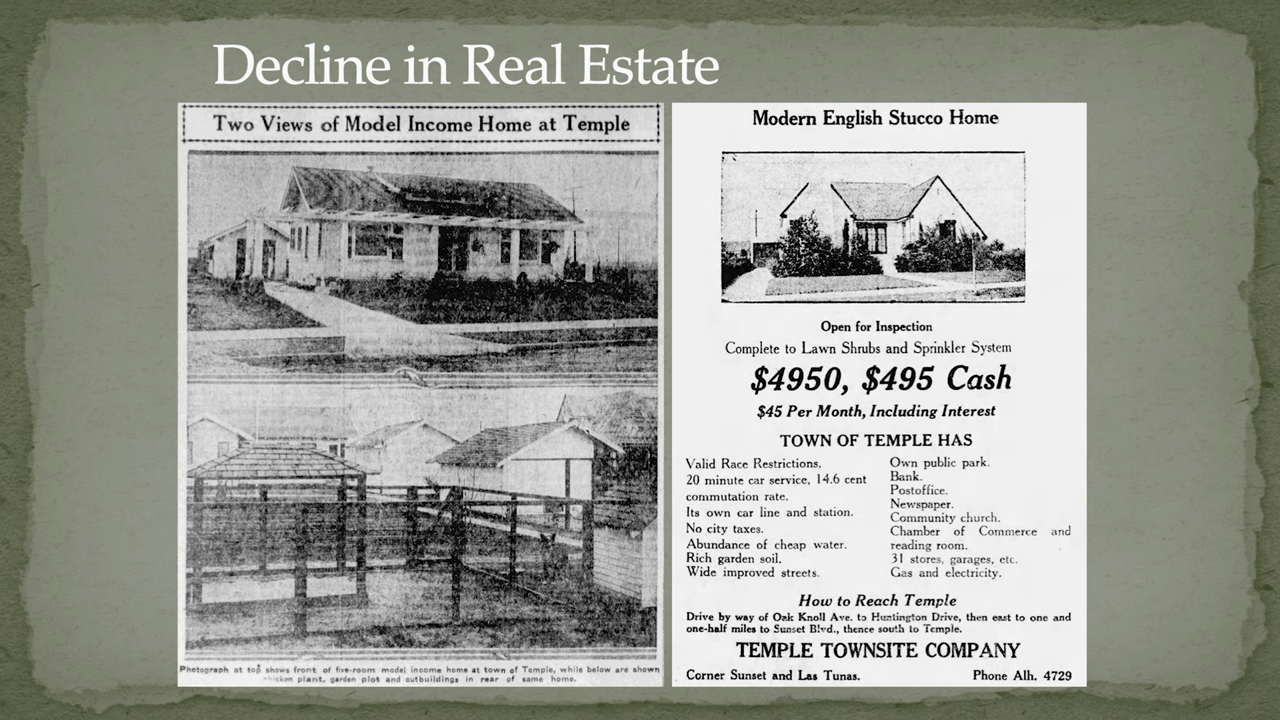 Decline in Real Estate
Two Views of Model Income Home at Temple
Photograph at top shows front of five-room model income home at town of Temple, while below are shown
chicken plant, garden plot and outbuildings in rear of same home.
Modern English Stucco Home
Open for Inspection
Complete to Lawn Shrubs and Sprinkler System
$4950, $495 Cash
$45 Per Month, Including Interest
TOWN OF TEMPLE HAS
Valid Race Restrictions,
20 minute car service, 14.6 cent
commutation rate.
Its own car line and station.
No city taxes.
Abundance of cheap water.
Rich garden soil.
Wide improved streets.
Own public park.
Bank.
Postoffice.
Newspaper.
Community church.
Chamber of Commerce and
reading room.
31 stores, garages, etc.
Gas and electricity.
How to Reach Temple
Drive by way of Oak Knoll Ave. to Huntington Drive, then east to one and
one-half miles to Sunset Blvd., thence south to Temple.
TEMPLE TOWNSITE COMPANY
Corner Sunset and Las Tunas.
Phone Alh. 4729